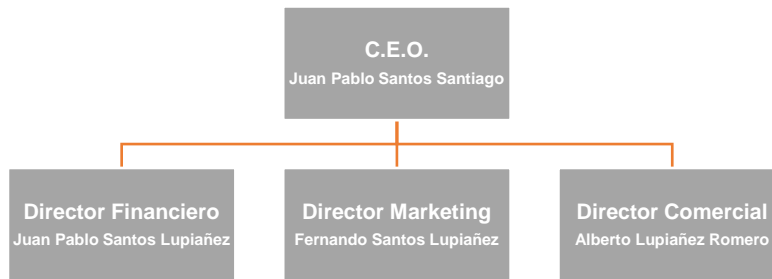 C.E.O.
Juan Pablo Santos Santiago
Director Financiero
Juan Pablo Santos Lupiañez
Director Marketing
Fernando Santos Lupiañez
Director Comercial
Alberto Lupiañez Romero